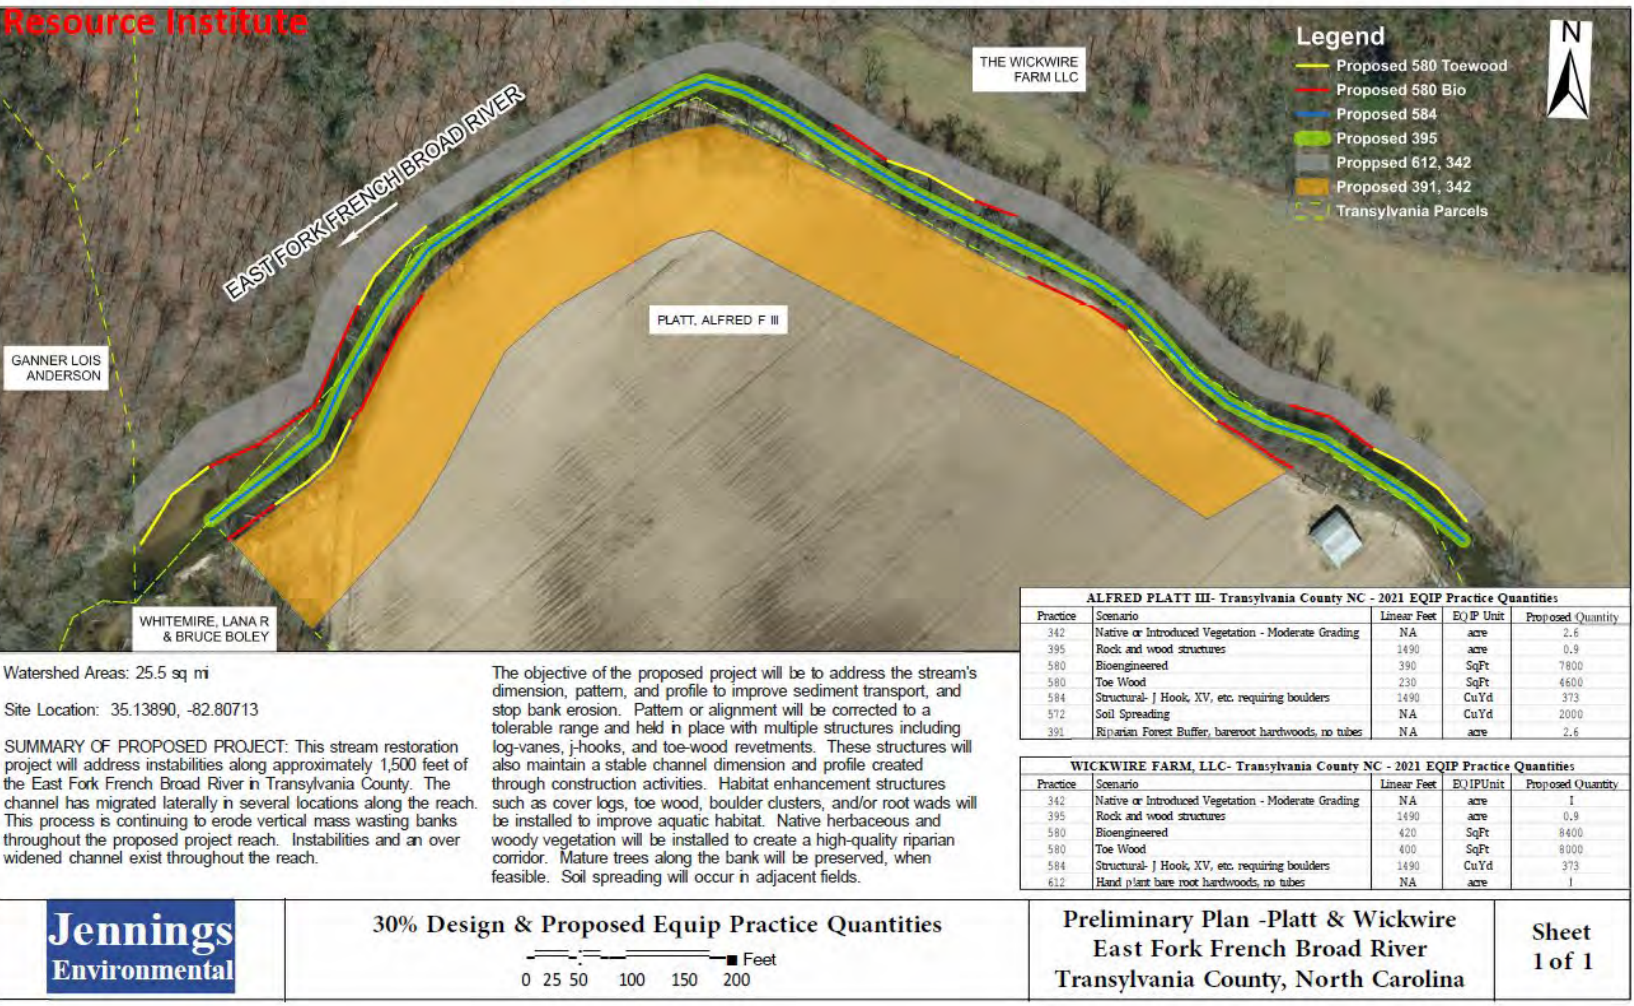 Resource Institute
THE WICKWIRE
FARM LLC
Legend
Proposed 580 Toewood
Proposed 580 Bio
Proposed 584
Proposed 395
Proppsed 612, 342
Proposed 391, 342
Transylvania Parcels
N
EAST FORK FRENCH BROAD RIVER
PLATT, ALFRED F III
GANNER LOIS
ANDERSON
WHITEMIRE, LANA R
& BRUCE BOLEY
Watershed Areas: 25.5 sq mi
Site Location: 35.13890, -82.80713
SUMMARY OF PROPOSED PROJECT: This stream restoration
project will address instabilities along approximately 1,500 feet of
the East Fork French Broad River in Transylvania County. The
channel has migrated laterally in several locations along the reach.
This process is continuing to erode vertical mass wasting banks
throughout the proposed project reach. Instabilities and an over
widened channel exist throughout the reach.
The objective of the proposed project will be to address the stream's
dimension, pattern, and profile to improve sediment transport, and
stop bank erosion. Pattern or alignment will be corrected to a
tolerable range and held in place with multiple structures including
log-vanes, j-hooks, and toe-wood revetments. These structures will
also maintain a stable channel dimension and profile created
through construction activities. Habitat enhancement structures
such as cover logs, toe wood, boulder clusters, and/or root wads will
be installed to improve aquatic habitat. Native herbaceous and
woody vegetation will be installed to create a high-quality riparian
corridor. Mature trees along the bank will be preserved, when
feasible. Soil spreading will occur in adjacent fields.
ALFRED PLATT III- Transylvania County NC - 2021 EQIP Practice Quantities
Practice Scenario Linear Feet EQIP Unit Proposed Quantity
342 Native or Introduced Vegetation - Moderate Grading NA acre 2.6
395 Rock and wood structures 1490 acre 0.9
580 Bioengineered 390 SqFt 7800
580 Toe Wood 230 SqFt 4600
584 Structural- J Hook, XV, etc. requiring boulders 1490 CuYd 373
572 Soil Spreading NA CuYd 2000
391 Riparian Forest Buffer, bareroot hardwoods, no tubes NA acre 2.6
WICKWIRE FARM, LLC- Transylvania County NC - 2021 EQIP Practice Quantities
Practice Scenario Linear Feet EQIPUnit Proposed Quantity
342 Native or Introduced Vegetation - Moderate Grading NA acre 1
395 Rock and wood structures 1490 acre 0.9
580 Bioengineered 420 SqFt 8400
580 Toe Wood 400 SqFt 8000
584 Structural- J Hook, XV, etc. requiring boulders 1490 CuYd 373
612 Hand plant bare root hardwoods, no tubes NA acre 1
Jennings
Environmental
30% Design & Proposed Equip Practice Quantities
Feet
0 25 50 100 150 200
Preliminary Plan -Platt & Wickwire
East Fork French Broad River
Transylvania County, North Carolina
Sheet
1 of 1